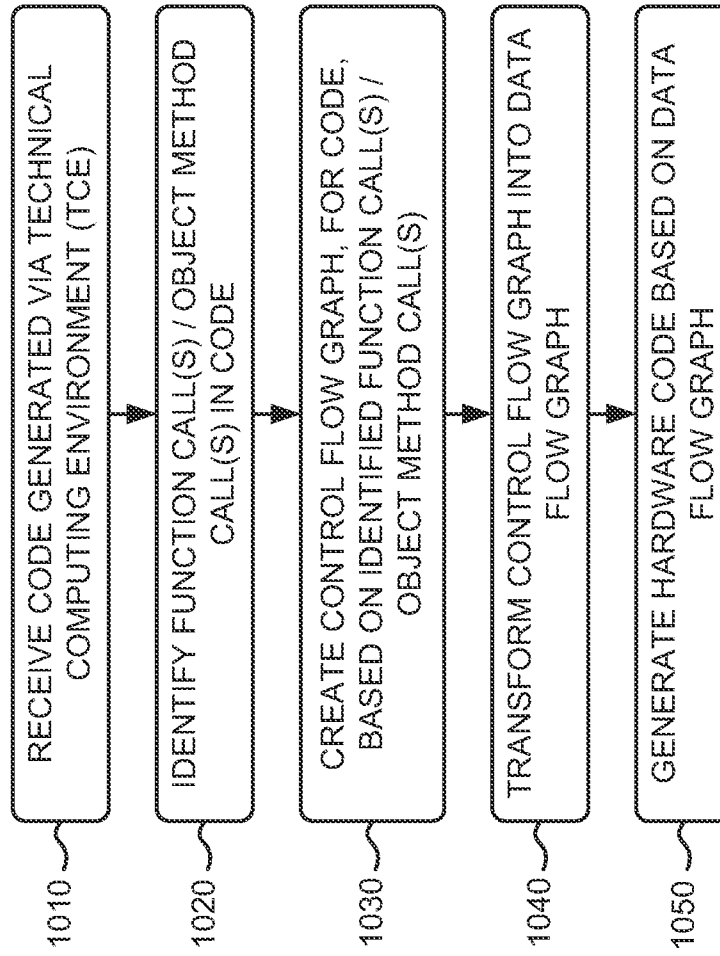 1010
RECEIVE CODE GENERATED VIA TECHNICAL
COMPUTING ENVIRONMENT (TCE)
1020
IDENTIFY FUNCTION CALL(S) / OBJECT METHOD
CALL(S) IN CODE
1030
CREATE CONTROL FLOW GRAPH, FOR CODE,
BASED ON IDENTIFIED FUNCTION CALL(S) /
OBJECT METHOD CALL(S)
1040
TRANSFORM CONTROL FLOW GRAPH INTO DATA
FLOW GRAPH
1050
GENERATE HARDWARE CODE BASED ON DATA
FLOW GRAPH